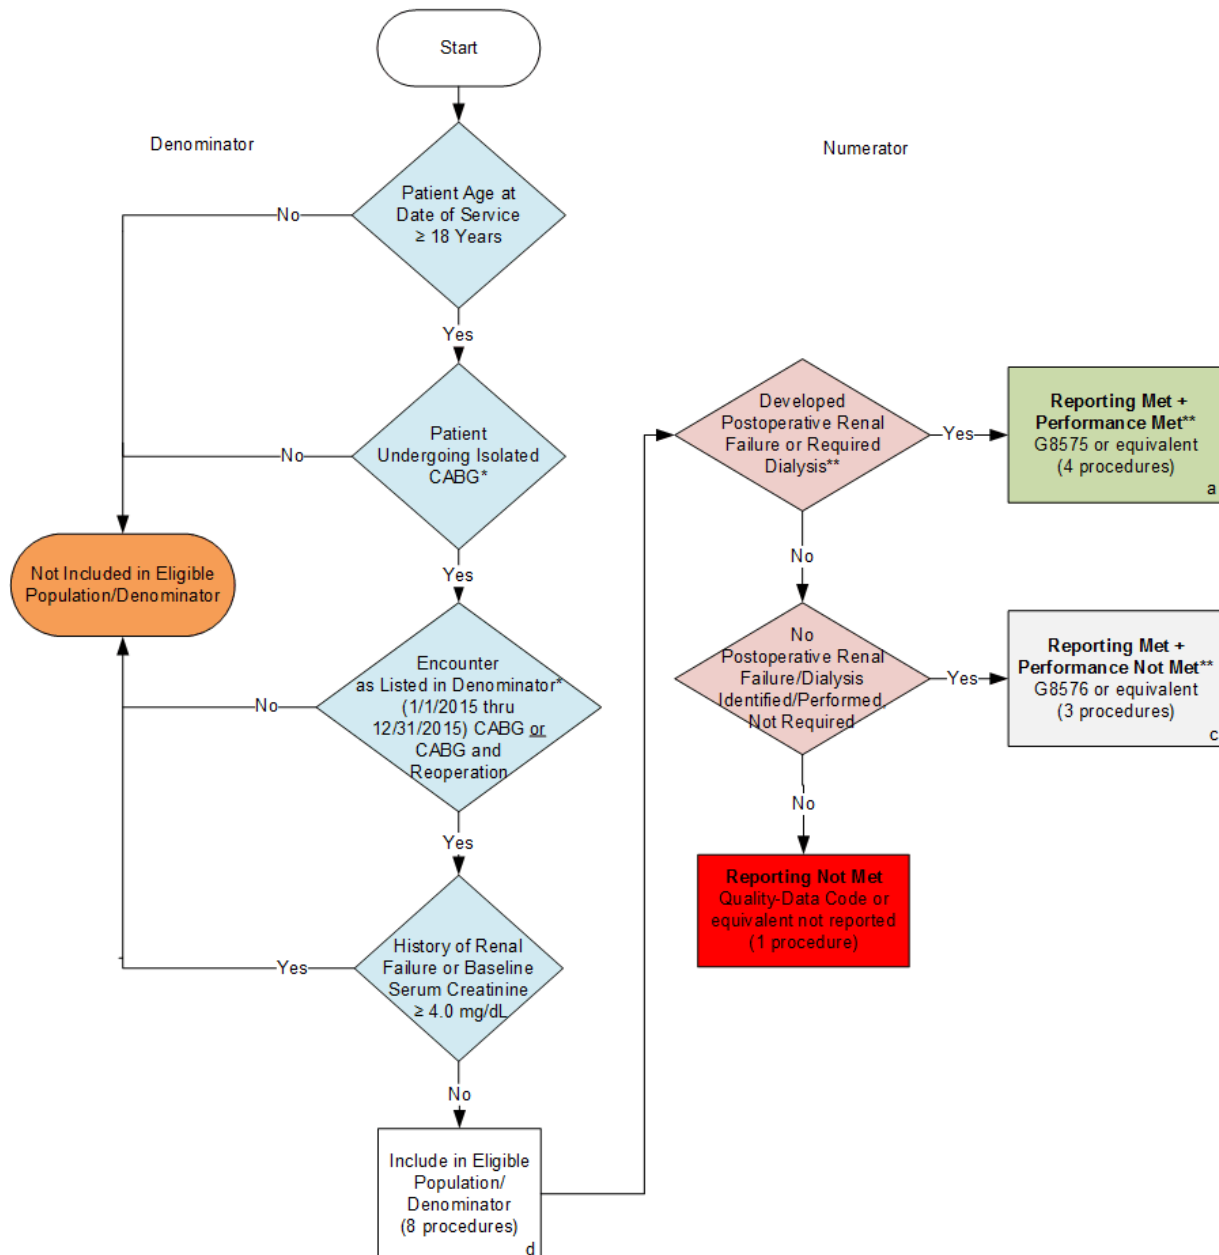 Start
Denominator
Numerator
Patient Age at
Date of Service
≥ 18 Years
No
Yes
Patient
Undergoing Isolated
CABG*
No
Yes
Not Included in Eligible
Population/Denominator
Encounter
as Listed in Denominator*
(1/1/2015 thru
12/31/2015) CABG or
CABG and
Reoperation
No
Yes
History of Renal
Failure or Baseline
Serum Creatinine
≥ 4.0 mg/dL
Yes
No
Include in Eligible
Population/
Denominator
(8 procedures)
d
Developed
Postoperative Renal
Failure or Required
Dialysis**
Yes
Reporting Met +
Performance Met**
G8575 or equivalent
(4 procedures)
a
No
No
Postoperative Renal
Failure/Dialysis
Identified/Performed,
Not Required
Yes
Reporting Met +
Performance Not Met**
G8576 or equivalent
(3 procedures)
c
No
Reporting Not Met
Quality-Data Code or
equivalent not reported
(1 procedure)